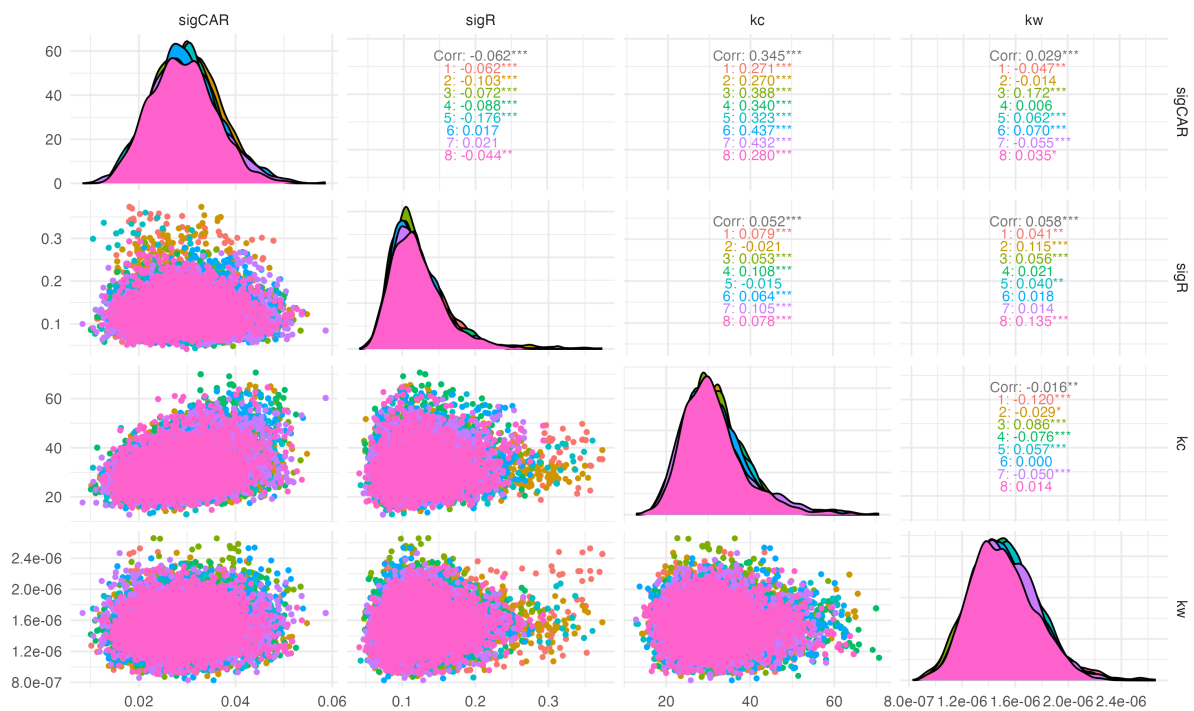 sigCAR
sigR
kc
kw
60
40
20
0
Corr: -0.062***
1: -0.062***
2: -0.103***
3: -0.072***
4: -0.088***
5: -0.176***
6: 0.017
7: 0.021
8: -0.044**
Corr: 0.345***
1: 0.271***
2: 0.270***
3: 0.388***
4: 0.340***
5: 0.323***
6: 0.437***
7: 0.432***
8: 0.280***
Corr: 0.029***
1: -0.047**
2: -0.014
3: 0.172***
4: 0.006
5: 0.062***
6: 0.070***
7: -0.055***
8: 0.035*
sigCAR
0.3
0.2
0.1
Corr: 0.052***
1: 0.079***
2: -0.021
3: 0.053***
4: 0.108***
5: -0.015
6: 0.064***
7: 0.105***
8: 0.078***
Corr: 0.058***
1: 0.041**
2: 0.115***
3: 0.056***
4: 0.021
5: 0.040**
6: 0.018
7: 0.014
8: 0.135***
sigR
60
40
20
Corr: -0.016**
1: -0.120***
2: -0.029*
3: 0.086***
4: -0.076***
5: 0.057***
6: 0.000
7: -0.050***
8: 0.014
kc
2.4e-06
2.0e-06
1.6e-06
1.2e-06
8.0e-07
kw
0.02 0.04 0.06
0.1 0.2 0.3
20 40 60
8.0e-07 1.2e-06 1.6e-06 2.0e-06 2.4e-06